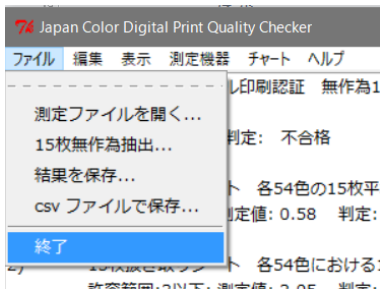 Japan Color Digital Print Quality Checker
ファイル 編集 表示 測定機器 チャート ヘルプ
ル印刷認証 無作為1
測定ファイルを開く...
15枚無作為抽出...
判定: 不合格
結果を保存...
ト 各54色の15枚平
csv ファイルで保存...
測定値: 0.58 判定:
終了
2) 15枚抜き取りシート 各54色における1
許容範囲:3以下: 測定値: 2.05 判定: